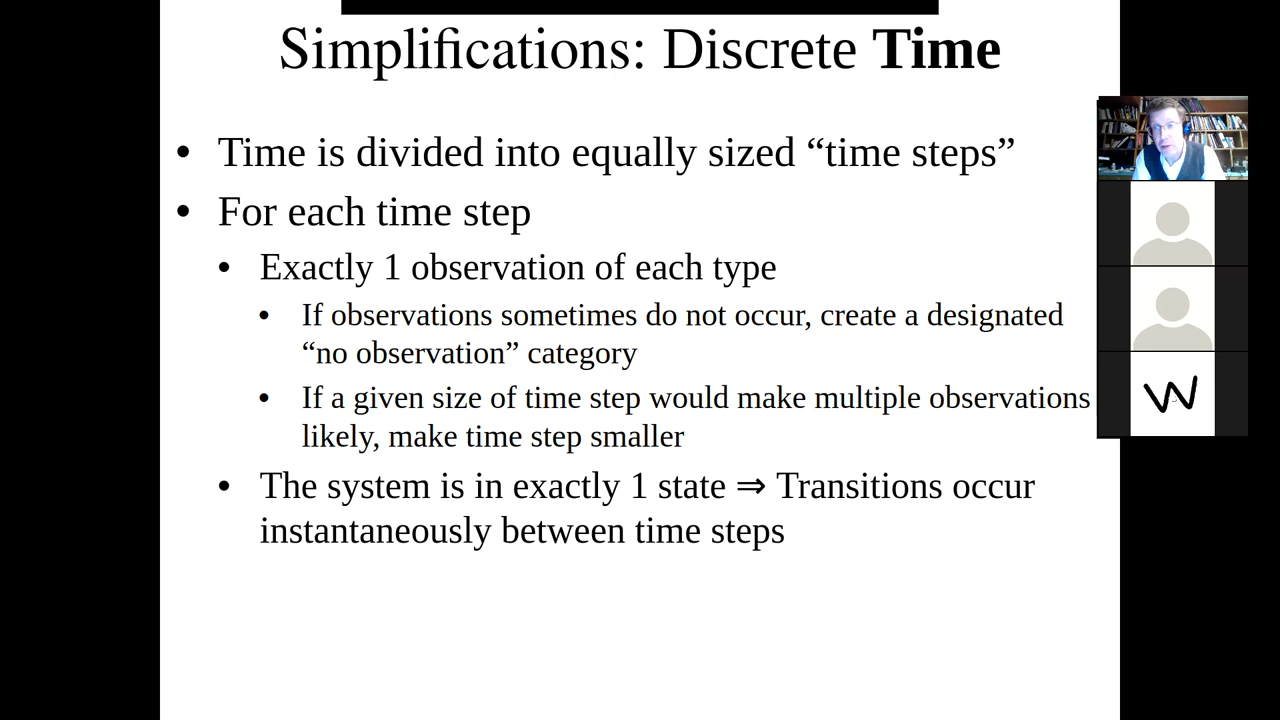 Simplifications: Discrete Time
• Time is divided into equally sized “time steps”
• For each time step
• Exactly 1 observation of each type
• If observations sometimes do not occur, create a designated
“no observation” category
• If a given size of time step would make multiple observations
likely, make time step smaller
• The system is in exactly 1 state ⇒ Transitions occur
instantaneously between time steps
W